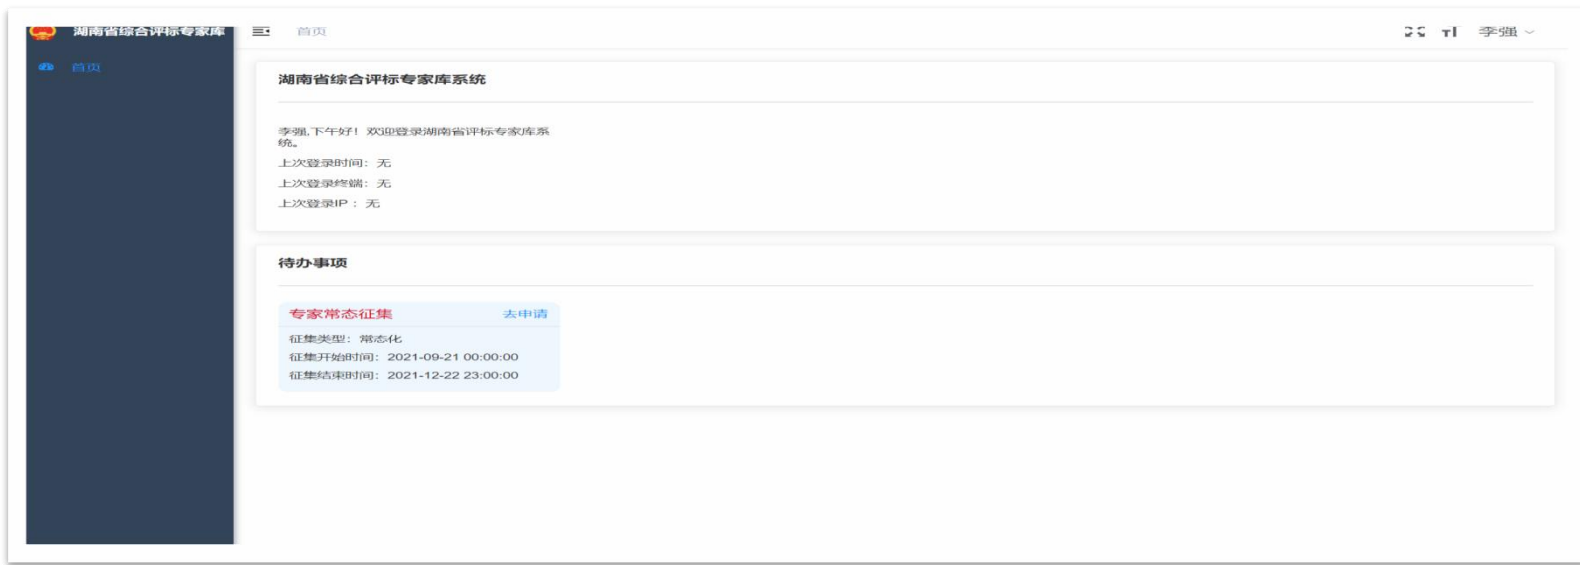 湖南省综合评标专家库
首页
李强
首页
湖南省综合评标专家库系统
李强,下午好！欢迎登录湖南省评标专家库系
统。
上次登录时间：无
上次登录终端：无
上次登录IP：无
待办事项
专家常态征集 去申请
征集类型：常态化
征集开始时间：2021-09-21 00:00:00
征集结束时间：2021-12-22 23:00:00